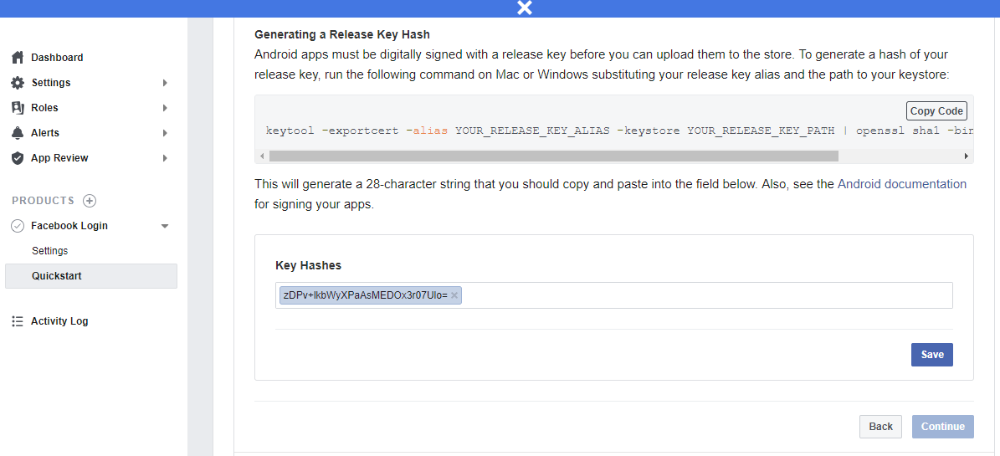 Dashboard
Settings
Roles
Alerts
App Review
PRODUCTS
Facebook Login
Settings
Quickstart
Activity Log
Generating a Release Key Hash
Android apps must be digitally signed with a release key before you can upload them to the store. To generate a hash of your
release key, run the following command on Mac or Windows substituting your release key alias and the path to your keystore:
Copy Code
keytool -exportcert -alias YOUR_RELEASE_KEY_ALIAS -keystore YOUR_RELEASE_KEY_PATH | openssl sha1 -bin
This will generate a 28-character string that you should copy and paste into the field below. Also, see the Android documentation
for signing your apps.
Key Hashes
zDPv+IkbWyXPaAsMEDOx3r07Ulo=
Save
Back
Continue